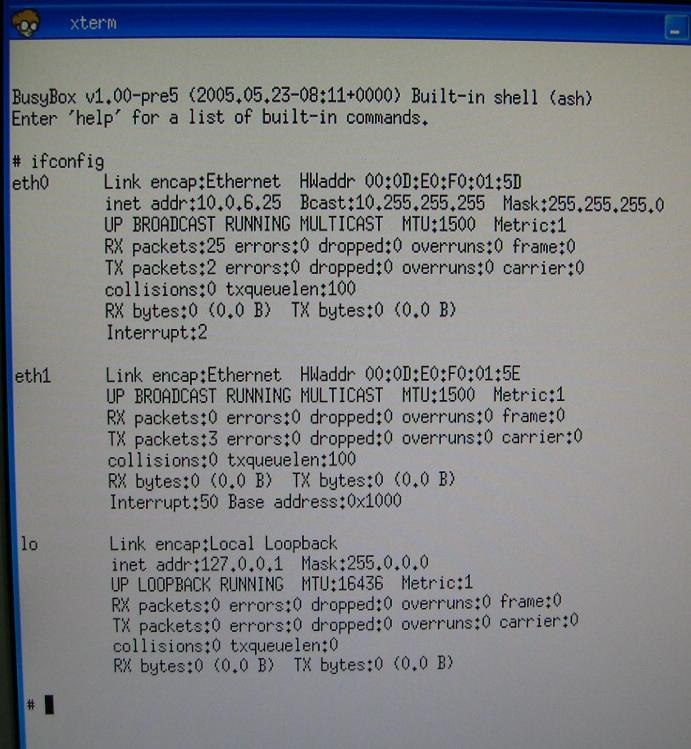 xterm
BusyBox v1.00-pre5 (2005.05.23-08:11+0000) Built-in shell (ash)
Enter 'help' for a list of built-in commands.
# ifconfig
eth0 Link encap:Ethernet HWaddr 00:0D:E0:F0:01:5D
inet addr:10.0.6.25 Bcast:10.255.255.255 Mask:255.255.255.0
UP BROADCAST RUNNING MULTICAST MTU:1500 Metric:1
RX packets:25 errors:0 dropped:0 overruns:0 frame:0
TX packets:2 errors:0 dropped:0 overruns:0 carrier:0
collisions:0 txqueuelen:100
RX bytes:0 (0.0 B) TX bytes:0 (0.0 B)
Interrupt:2
eth1 Link encap:Ethernet HWaddr 00:0D:E0:F0:01:5E
UP BROADCAST RUNNING MULTICAST MTU:1500 Metric:1
RX packets:0 errors:0 dropped:0 overruns:0 frame:0
TX packets:3 errors:0 dropped:0 overruns:0 carrier:0
collisions:0 txqueuelen:100
RX bytes:0 (0.0 B) TX bytes:0 (0.0 B)
Interrupt:50 Base address:0x1000
lo Link encap:Local Loopback
inet addr:127.0.0.1 Mask:255.0.0.0
UP LOOPBACK RUNNING MTU:16436 Metric:1
RX packets:0 errors:0 dropped:0 overruns:0 frame:0
TX packets:0 errors:0 dropped:0 overruns:0 carrier:0
collisions:0 txqueuelen:0
RX bytes:0 (0.0 B) TX bytes:0 (0.0 B)
#